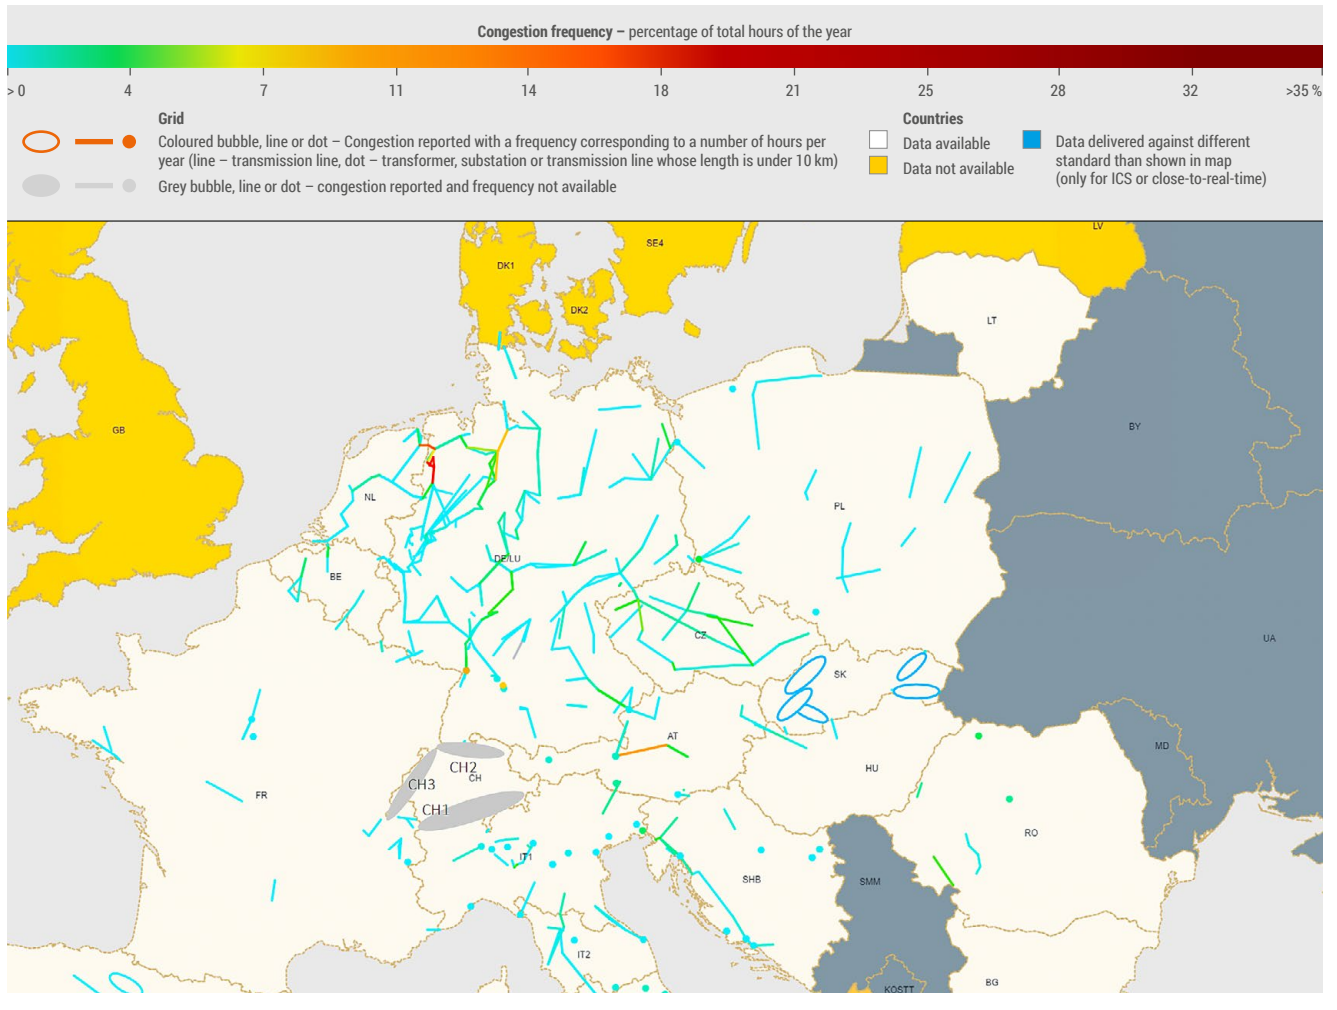 Congestion frequency – percentage of total hours of the year
> 0 4 7 11 14 18 21 25 28 32 >35 %
Grid
Coloured bubble, line or dot – Congestion reported with a frequency corresponding to a number of hours per
year (line – transmission line, dot – transformer, substation or transmission line whose length is under 10 km)
Grey bubble, line or dot – congestion reported and frequency not available
Countries
Data available
Data not available
Data delivered against different
standard than shown in map
(only for ICS or close-to-real-time)
LV
SE4
DK1
DK2
LT
GB
BY
NL
PL
DE/LU
BE
CZ
UA
SK
AT
MD
CH2
CH
HU
CH3
FR
CH1
RO
IT1
SHB
SMM
IT2
BG
KOSTT